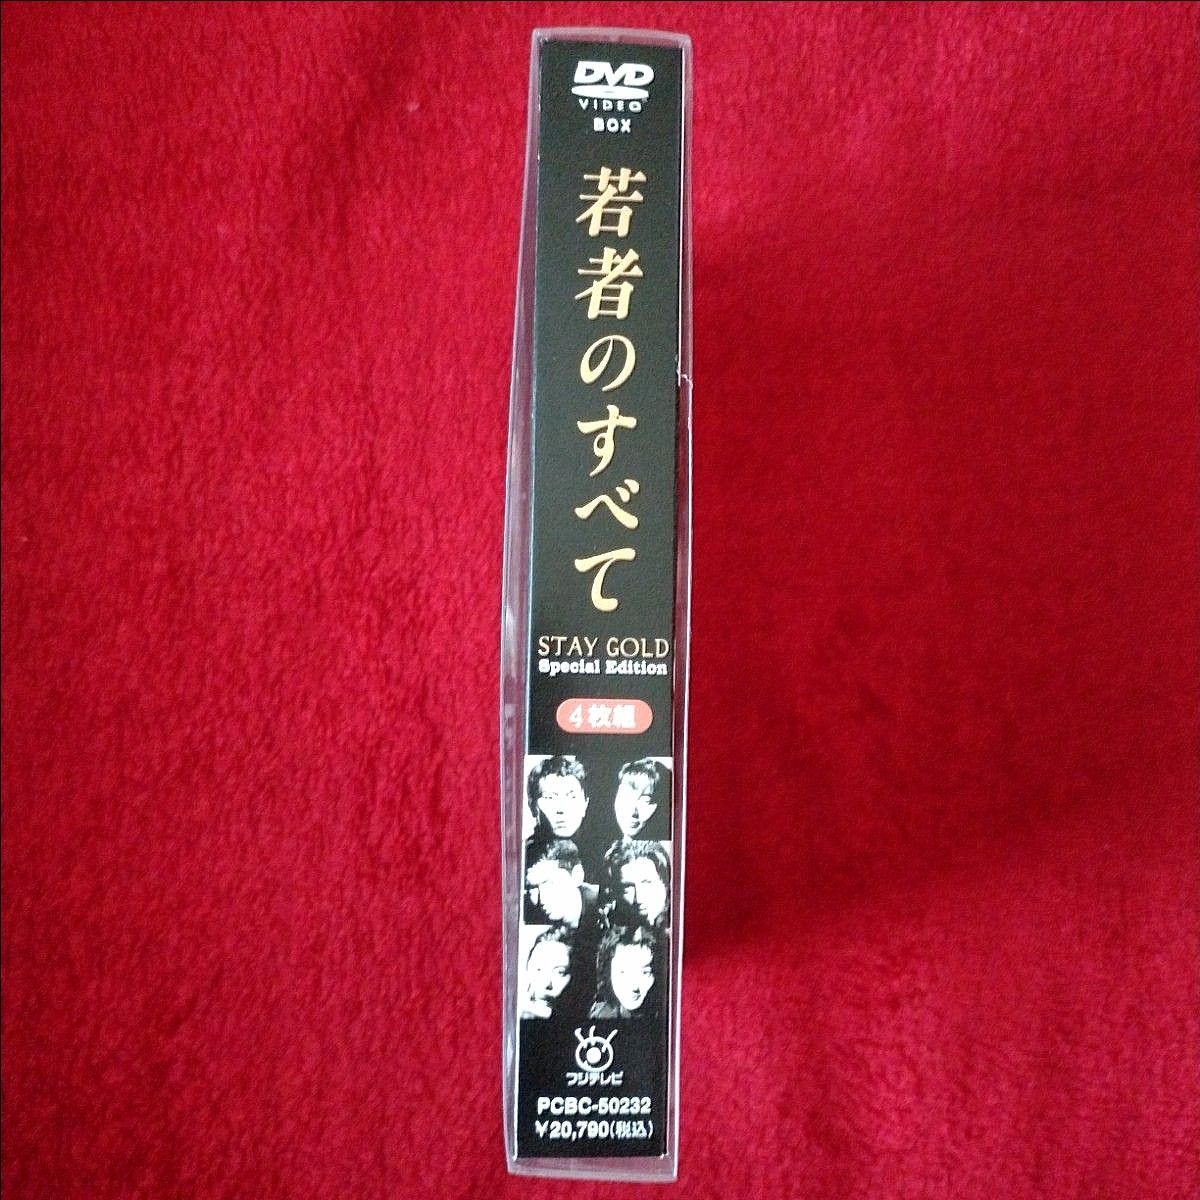 DVD
VIDEO
BOX
若者のすべて
STAY GOLD
Special Edition
4枚組
フジテレビ
PCBC-50232
¥20,790(税込)